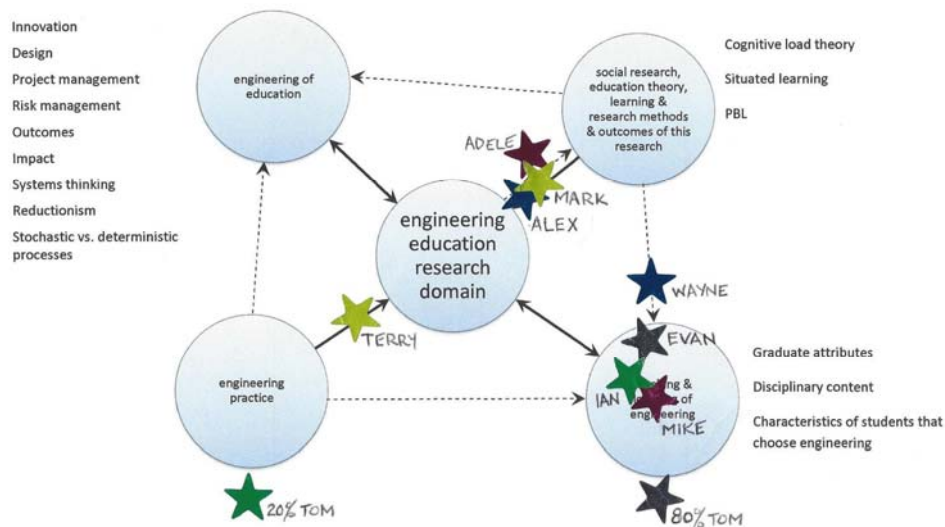 Innovation
Design
Project management
Risk management
Outcomes
Impact
Systems thinking
Reductionism
Stochastic vs. deterministic
processes
engineering of
education
social research,
education theory,
learning &
research methods
& outcomes of this
research
Cognitive load theory
Situated learning
PBL
ADELE
MARK
ALEX
engineering
education
research
domain
WAYNE
TERRY
EVAN
engineering
practice
&
of
IAN
engineering
MIKE
Graduate attributes
Disciplinary content
Characteristics of students that
choose engineering
20% TOM
80% TOM